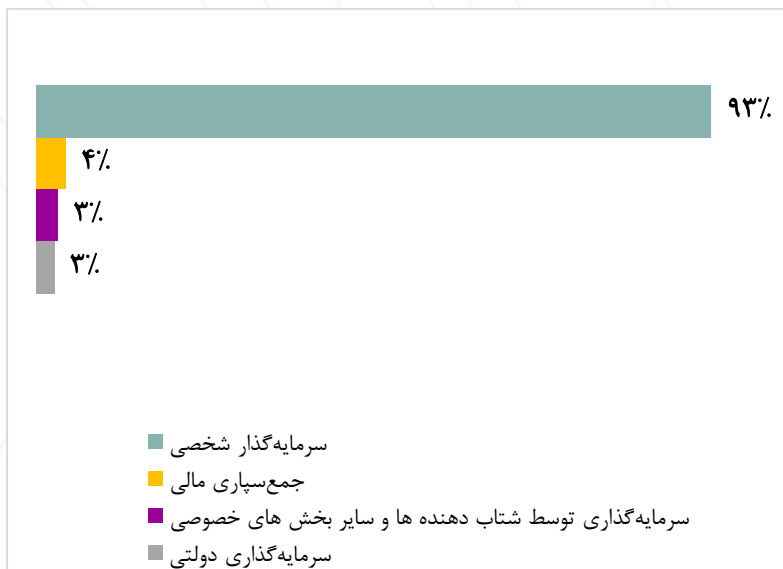 ۹۳٪
۴٪
۳٪
۳٪
سرمایه‌گذار شخصی
جمع‌سپاری مالی
سرمایه‌گذاری توسط شتاب دهنده ها و سایر بخش های خصوصی
سرمایه‌گذاری دولتی